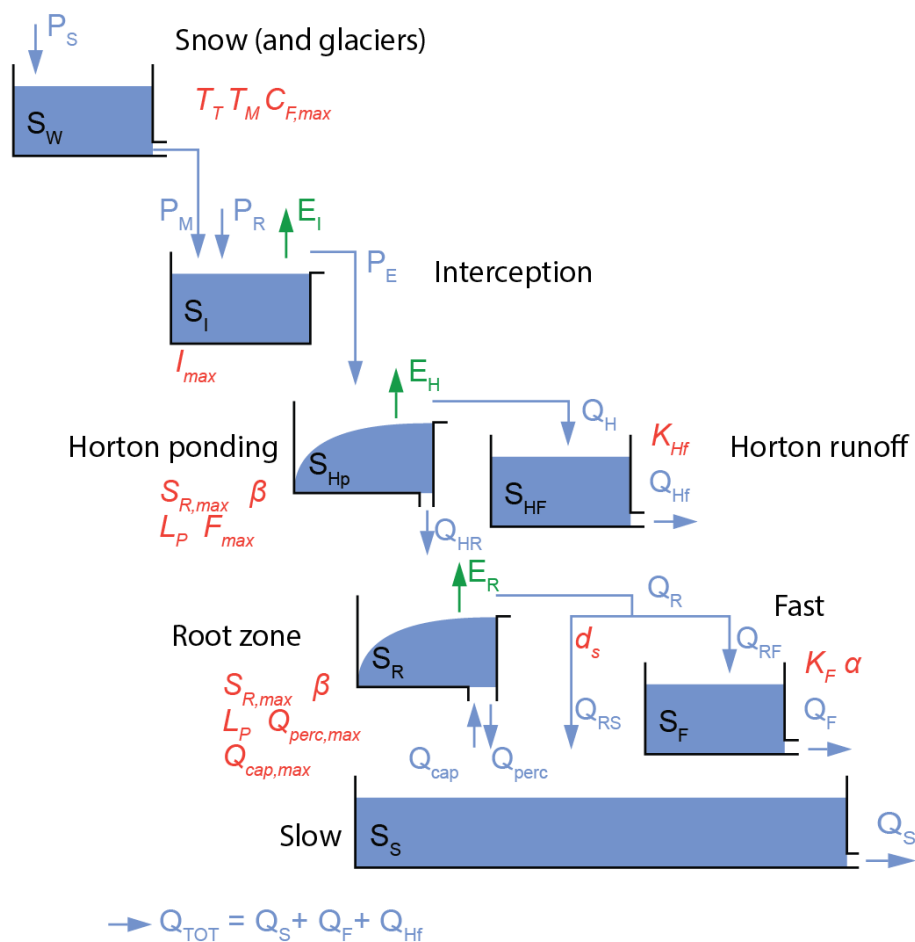 P_S
Snow (and glaciers)
T_T T_M C_F,max
S_W
P_M P_R E_I
P_E
Interception
S_I
I_max
E_H
Q_H
K_Hf
Horton ponding
S_Hp
S_HF
Horton runoff
S_R,max β
Q_Hf
L_P F_max
Q_HR
E_R
Q_R
Fast
Root zone
d_s
Q_RF
S_R
K_F α
S_R,max β
Q_RS
S_F
Q_F
L_P Q_perc,max
Q_cap,max
Q_cap Q_perc
Slow
S_S
Q_S
Q_TOT = Q_S + Q_F + Q_Hf